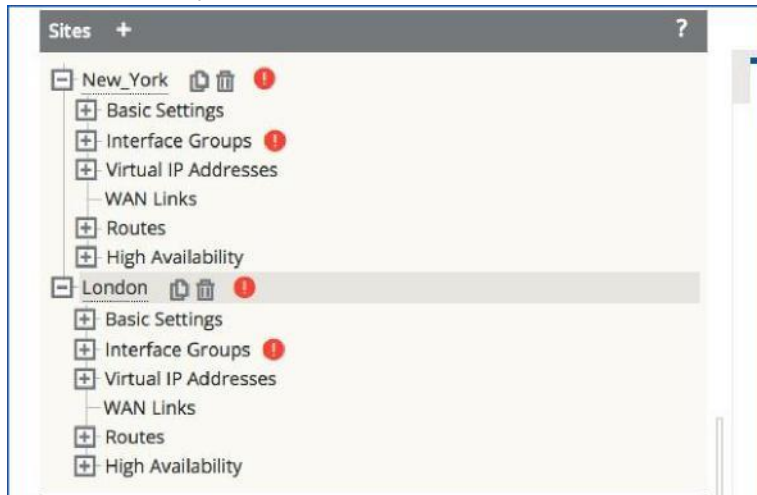 Sites + ?
New_York
Basic Settings
Interface Groups
Virtual IP Addresses
WAN Links
Routes
High Availability
London
Basic Settings
Interface Groups
Virtual IP Addresses
WAN Links
Routes
High Availability